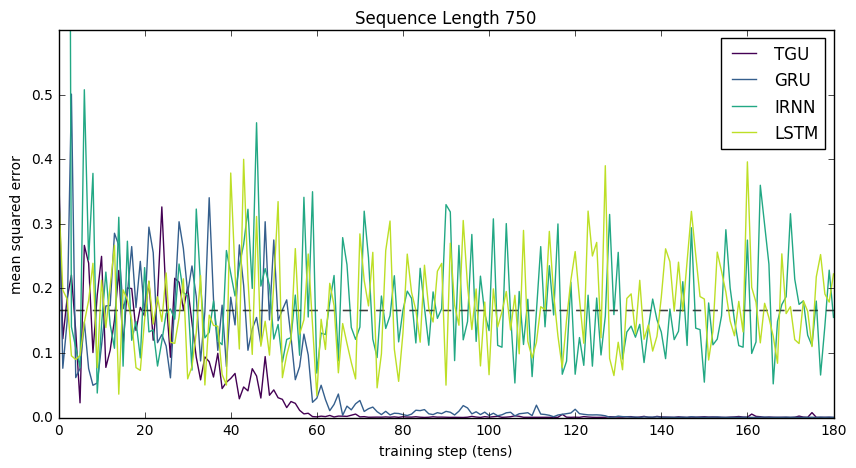 Sequence Length 750
TGU
GRU
IRNN
LSTM
mean squared error
0.5
0.4
0.3
0.2
0.1
0.0
0 20 40 60 80 100 120 140 160 180
training step (tens)